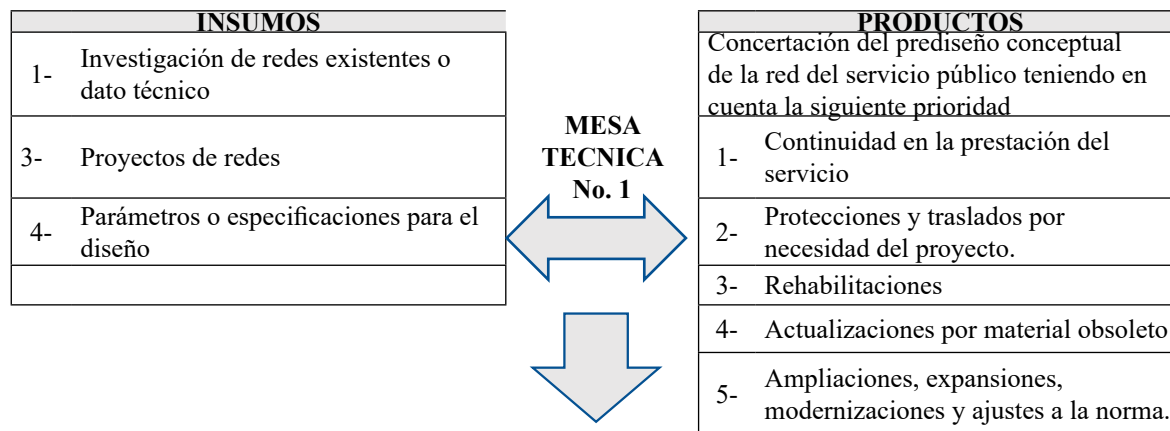 INSUMOS
1- Investigación de redes existentes o
dato técnico
3- Proyectos de redes
4- Parámetros o especificaciones para el
diseño
MESA
TECNICA
No. 1
PRODUCTOS
Concertación del prediseño conceptual
de la red del servicio público teniendo en
cuenta la siguiente prioridad
1- Continuidad en la prestación del
servicio
2- Protecciones y traslados por
necesidad del proyecto.
3- Rehabilitaciones
4- Actualizaciones por material obsoleto
5- Ampliaciones, expansiones,
modernizaciones y ajustes a la norma.